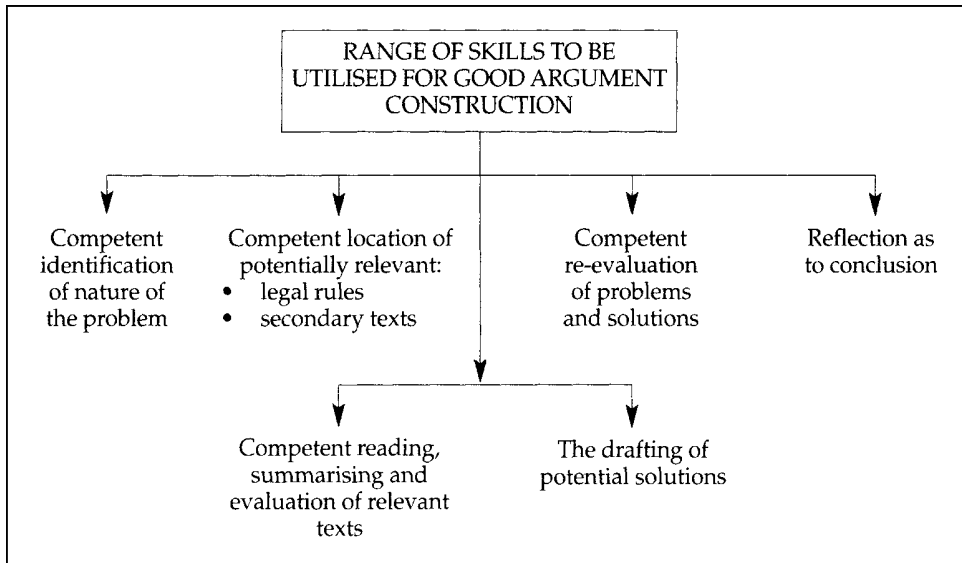 RANGE OF SKILLS TO BE
UTILISED FOR GOOD ARGUMENT
CONSTRUCTION
Competent
identification
of nature of
the problem
Competent location of
potentially relevant:
• legal rules
• secondary texts
Competent
re-evaluation
of problems
and solutions
Reflection as
to conclusion
Competent reading,
summarising and
evaluation of relevant
texts
The drafting of
potential solutions